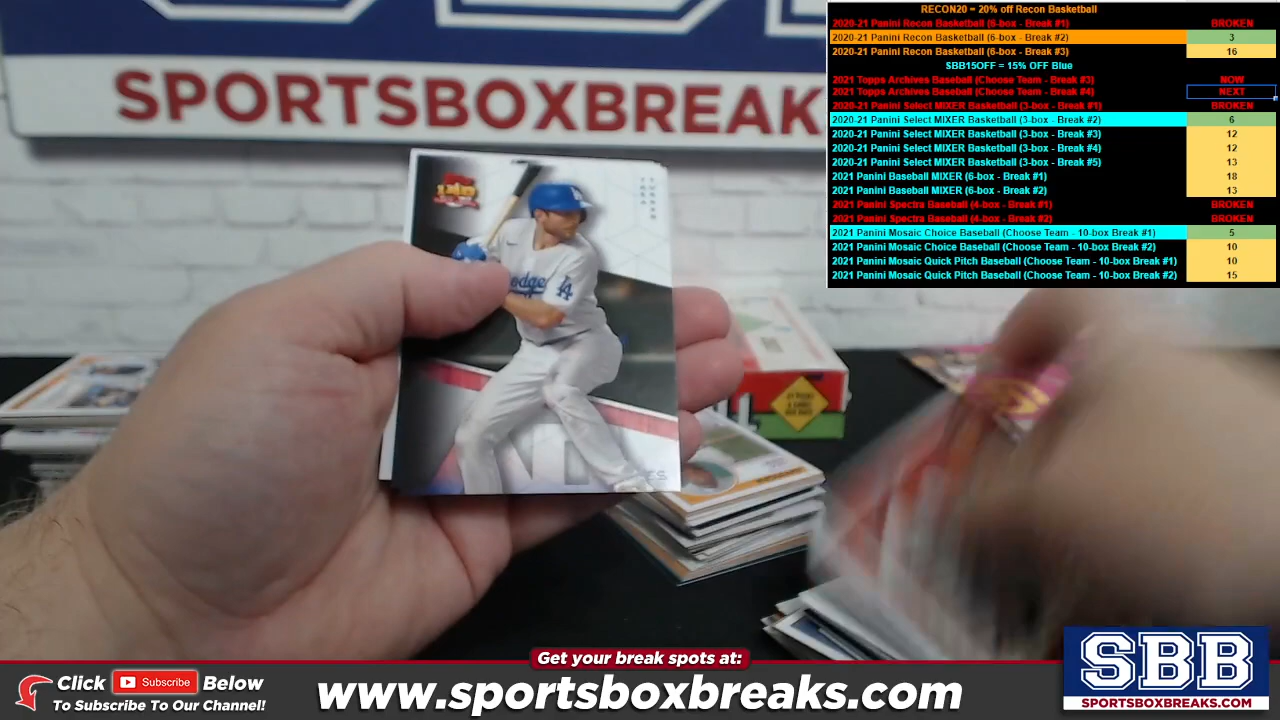 RECON20 = 20% off Recon Basketball
2020-21 Panini Recon Basketball (6-box - Break #1) BROKEN
2020-21 Panini Recon Basketball (6-box - Break #2) 3
2020-21 Panini Recon Basketball (6-box - Break #3) 16
SBB15OFF = 15% OFF Blue
2021 Topps Archives Baseball (Choose Team - Break #3) NOW
2021 Topps Archives Baseball (Choose Team - Break #4) NEXT
2020-21 Panini Select MIXER Basketball (3-box - Break #1) BROKEN
2020-21 Panini Select MIXER Basketball (3-box - Break #2) 6
2020-21 Panini Select MIXER Basketball (3-box - Break #3) 12
2020-21 Panini Select MIXER Basketball (3-box - Break #4) 12
2020-21 Panini Select MIXER Basketball (3-box - Break #5) 13
2021 Panini Baseball MIXER (6-box - Break #1) 18
2021 Panini Baseball MIXER (6-box - Break #2) 13
2021 Panini Spectra Baseball (4-box - Break #1) BROKEN
2021 Panini Spectra Baseball (4-box - Break #2) BROKEN
2021 Panini Mosaic Choice Baseball (Choose Team - 10-box Break #1) 5
2021 Panini Mosaic Choice Baseball (Choose Team - 10-box Break #2) 10
2021 Panini Mosaic Quick Pitch Baseball (Choose Team - 10-box Break #1) 10
2021 Panini Mosaic Quick Pitch Baseball (Choose Team - 10-box Break #2) 15
SPORTSBOXBREAKS
TREA
TURNER
Dodgers
LA
Get your break spots at:
Click Subscribe Below
To Subscribe To Our Channel!
www.sportsboxbreaks.com
SBB
SPORTSBOXBREAKS.COM